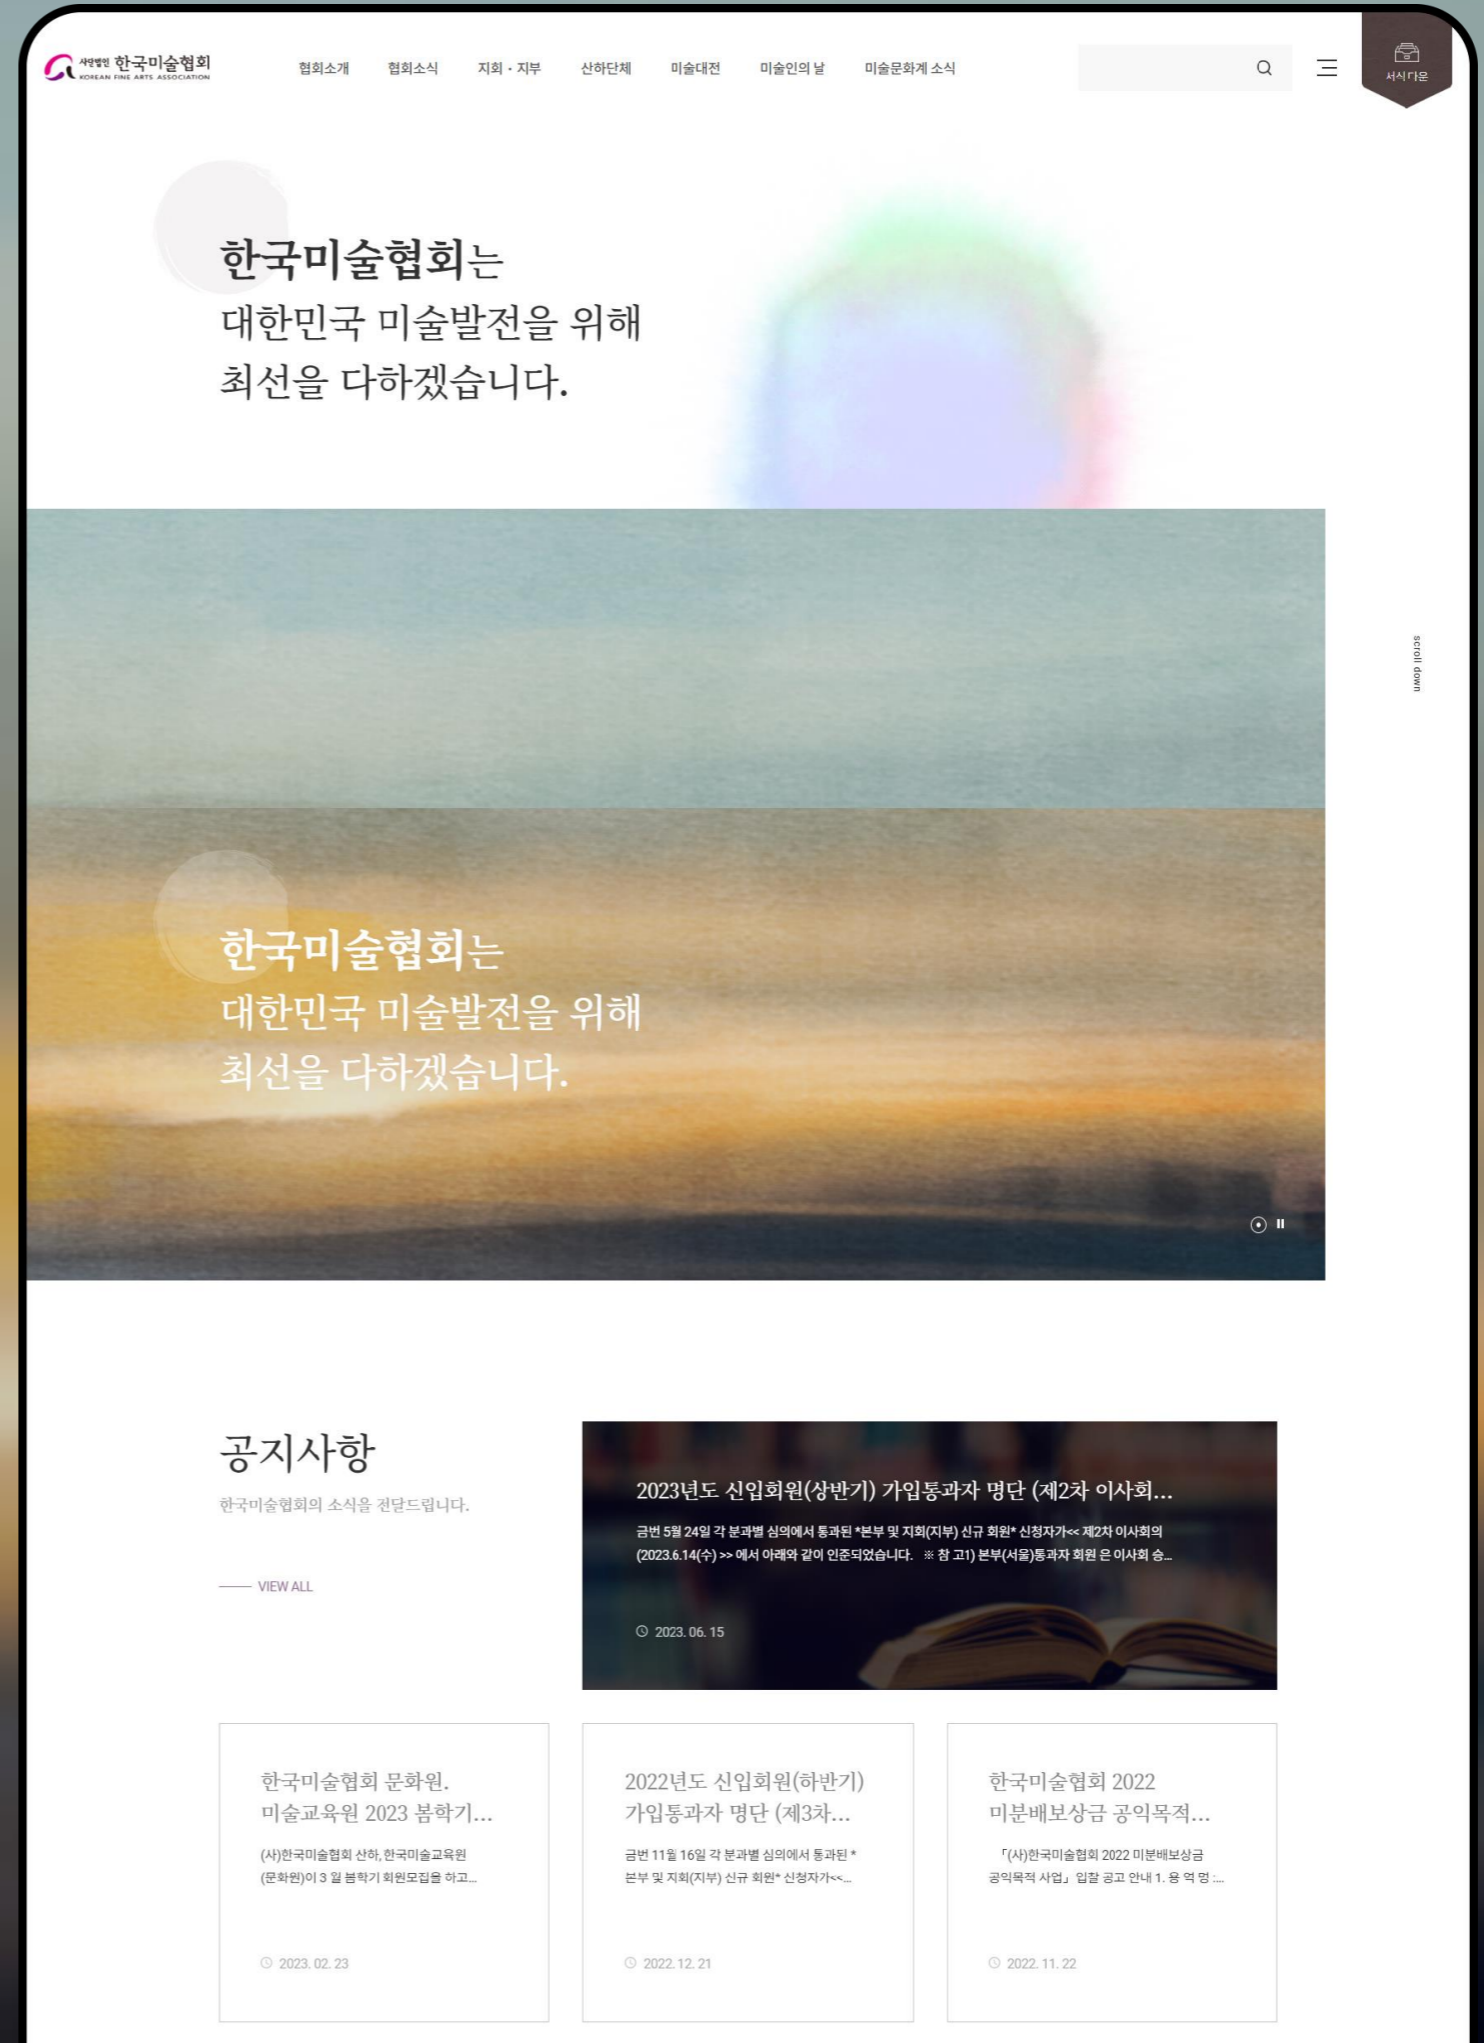 사단법인 한국미술협회
KOREAN FINE ARTS ASSOCIATION
협회소개 협회소식 지회 · 지부 산하단체 미술대전 미술인의 날 미술문화계 소식
서식 다운
한국미술협회는
대한민국 미술발전을 위해
최선을 다하겠습니다.
scroll down
한국미술협회는
대한민국 미술발전을 위해
최선을 다하겠습니다.
공지사항
한국미술협회의 소식을 전달드립니다.
VIEW ALL
2023년도 신입회원(상반기) 가입통과자 명단 (제2차 이사회...
금번 5월 24일 각 분과별 심의에서 통과된 *본부 및 지회(지부) 신규 회원* 신청자가<< 제2차 이사회의
(2023.6.14(수) >> 에서 아래와 같이 인준되었습니다. ※ 참 고1) 본부(서울)통과자 회원 은 이사회 승...
2023. 06. 15
한국미술협회 문화원.
미술교육원 2023 봄학기...
(사)한국미술협회 산하, 한국미술교육원
(문화원)이 3 월 봄학기 회원모집을 하고...
2023. 02. 23
2022년도 신입회원(하반기)
가입통과자 명단 (제3차...
금번 11월 16일 각 분과별 심의에서 통과된 *
본부 및 지회(지부) 신규 회원* 신청자가<<...
2022. 12. 21
한국미술협회 2022
미분배보상금 공익목적...
「(사)한국미술협회 2022 미분배보상금
공익목적 사업」입찰 공고 안내 1. 용 역 명 :...
2022. 11. 22